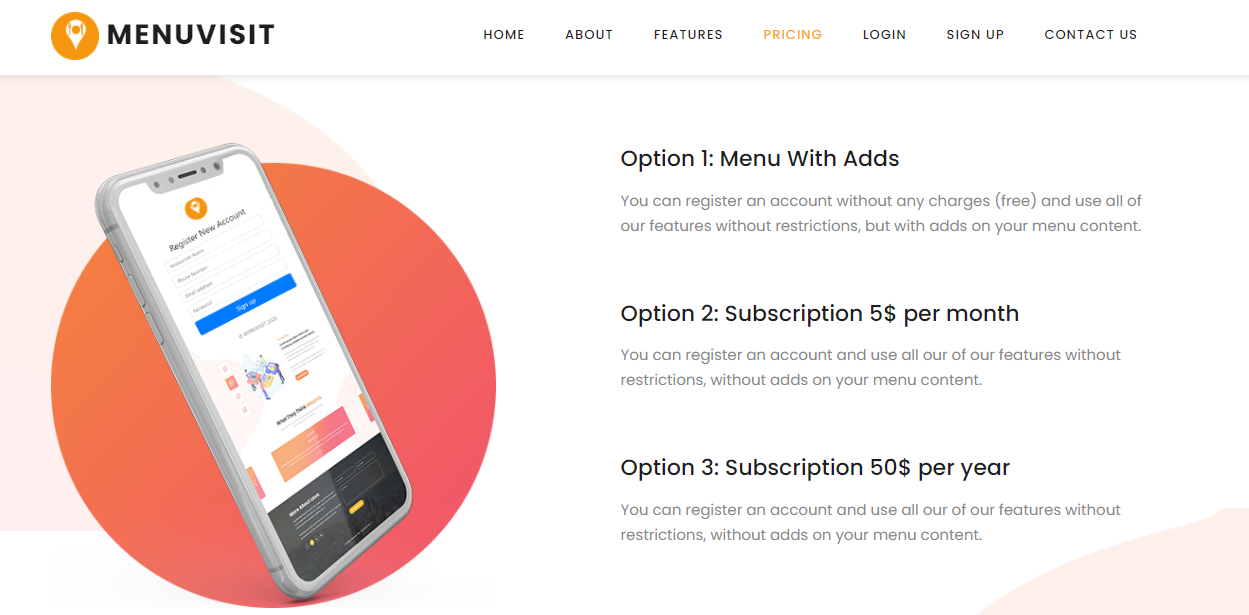 MENUVISIT
HOME ABOUT FEATURES PRICING LOGIN SIGN UP CONTACT US
Option 1: Menu With Adds
You can register an account without any charges (free) and use all of
our features without restrictions, but with adds on your menu content.
Option 2: Subscription 5$ per month
You can register an account and use all our of our features without
restrictions, without adds on your menu content.
Option 3: Subscription 50$ per year
You can register an account and use all our of our features without
restrictions, without adds on your menu content.
Register New Account
Restaurant Name
Phone Number
Email address
Password
Sign up
© MENUVISIT 2020
What They Think About Us
More About Love